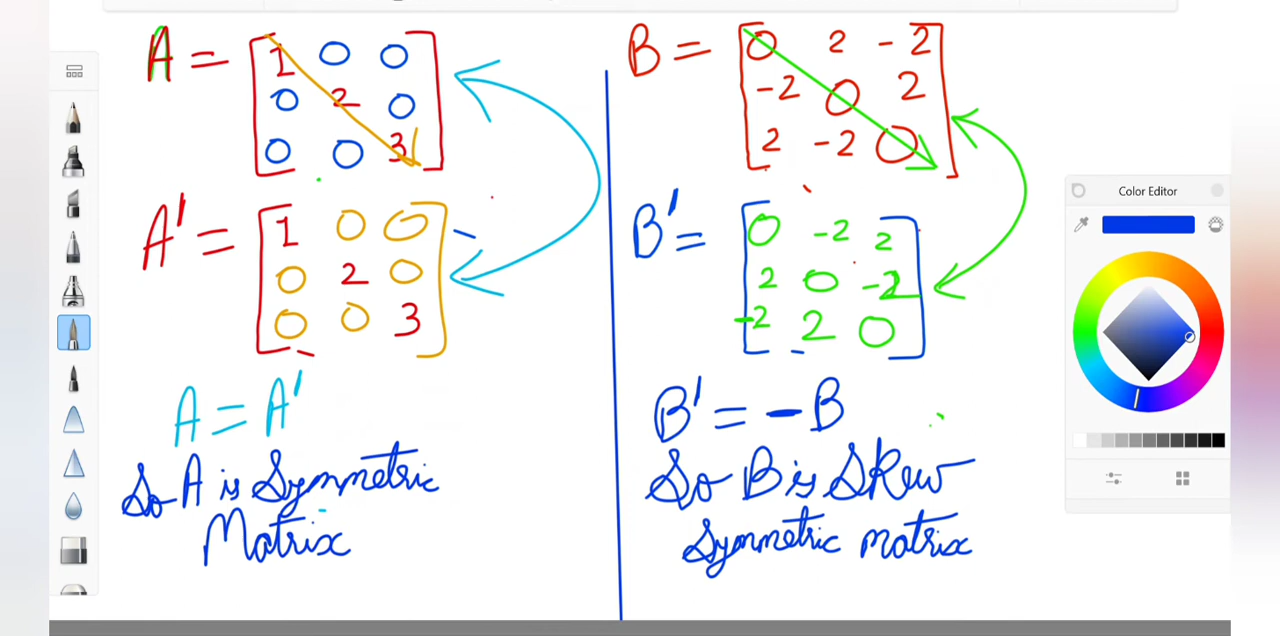 A = [1 0 0
0 2 0
0 0 3]
A' = [1 0 0
0 2 0
0 0 3]
A = A'
So A is Symmetric
Matrix
B = [0 2 -2
-2 0 2
2 -2 0]
B' = [0 -2 2
2 0 -2
-2 2 0]
B' = -B
So B is Skew
Symmetric matrix
Color Editor